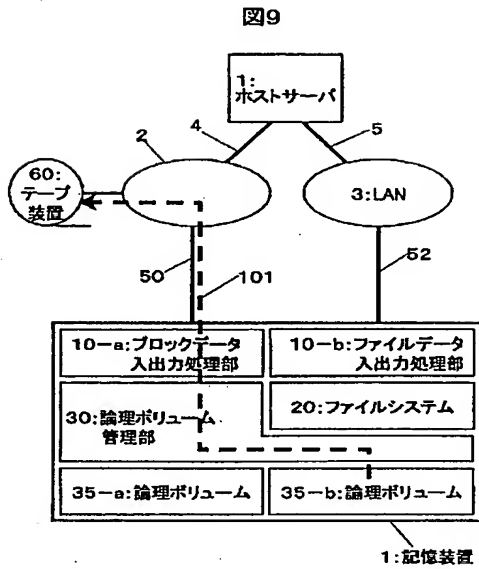 図9
1:
ホストサーバ
4
5
2
60:
テープ
装置
3:LAN
50
101
52
10-a:ブロックデータ
入出力処理部
10-b:ファイルデータ
入出力処理部
30:論理ボリューム
管理部
20:ファイルシステム
35-a:論理ボリューム
35-b:論理ボリューム
1:記憶装置